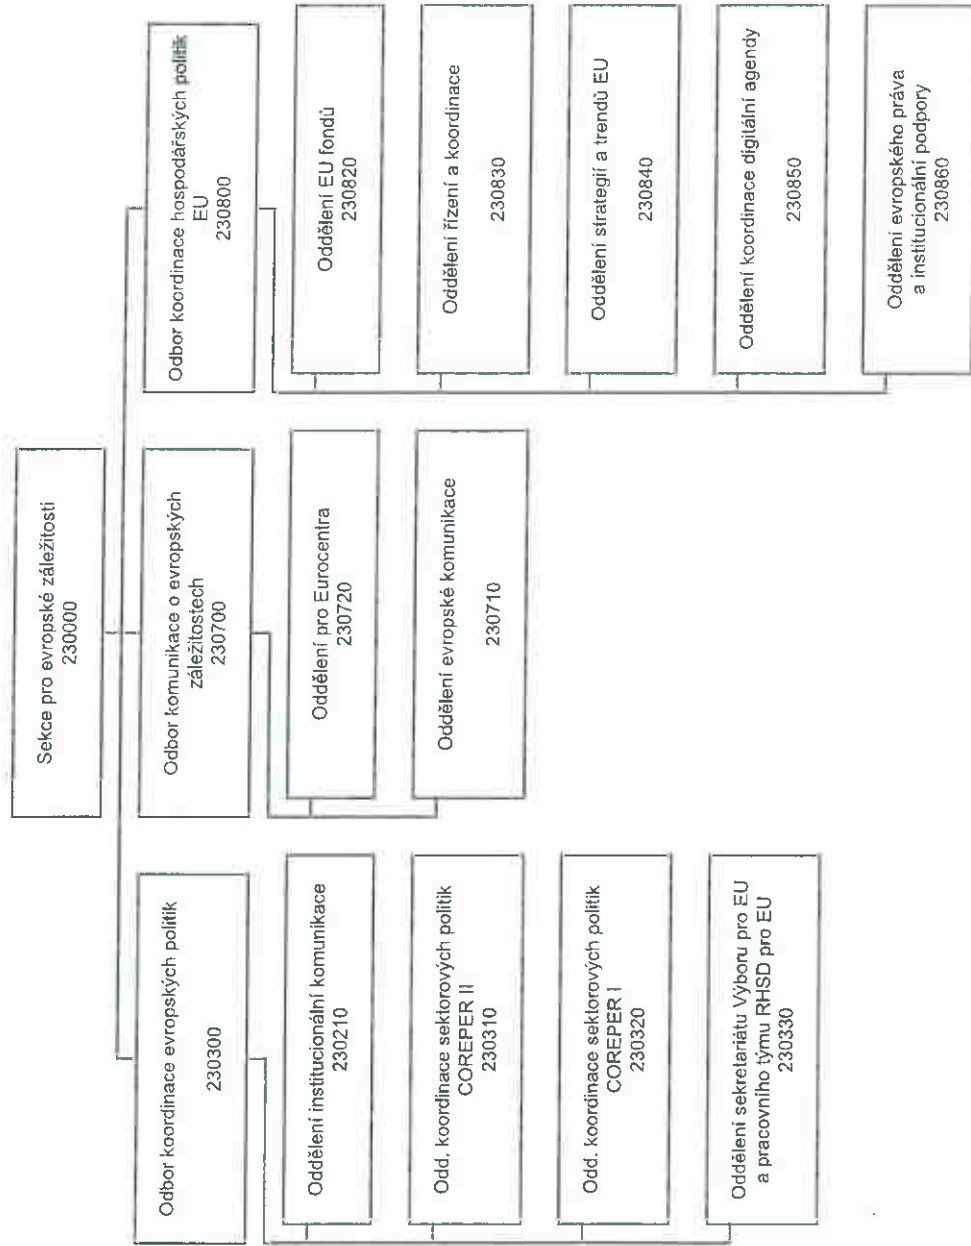 Sekce pro evropské záležitosti
230000
Odbor koordinace evropských politik
230300
Oddělení institucionální komunikace
230210
Odd. koordinace sektorových politik
COREPER II
230310
Odd. koordinace sektorových politik
COREPER I
230320
Oddělení sekretariátu Výboru pro EU
a pracovního týmu RHSD pro EU
230330
Odbor komunikace o evropských
záležitostech
230700
Oddělení pro Eurocentra
230720
Oddělení evropské komunikace
230710
Odbor koordinace hospodářských politik
EU
230800
Oddělení EU fondů
230820
Oddělení řízení a koordinace
230830
Oddělení strategií a trendů EU
230840
Oddělení koordinace digitální agendy
230850
Oddělení evropského práva
a institucionální podpory
230860